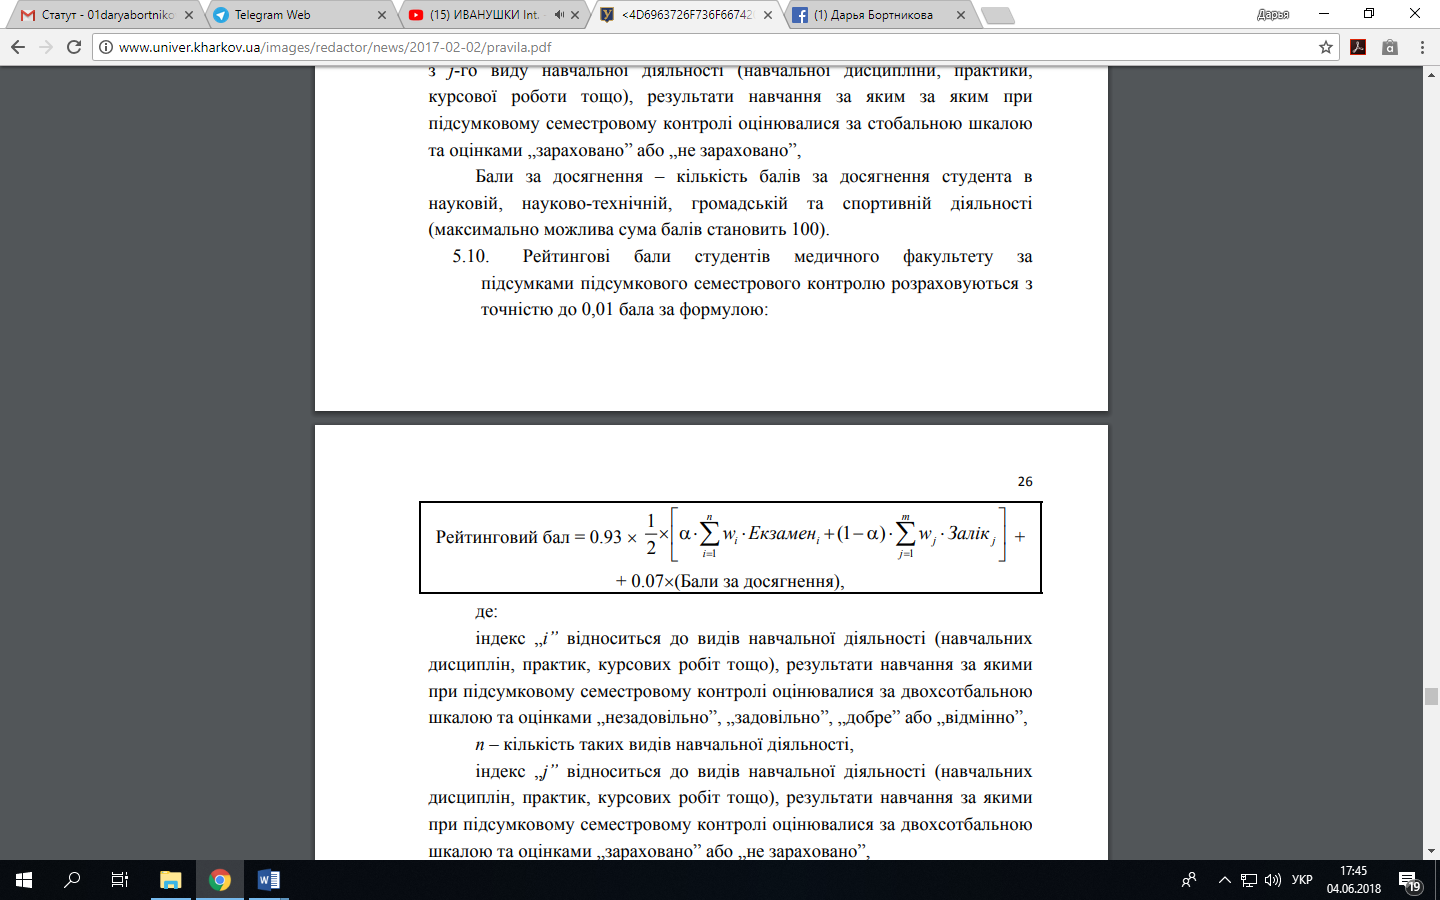 Статут - 01daryabortniko
Telegram Web
(15) ИВАНУШКИ Int.
<4D6963726F736F66742
(1) Дарья Бортникова
Дарья
www.univer.kharkov.ua/images/redactor/news/2017-02-02/pravila.pdf
з j-го виду навчальної діяльності (навчальної дисципліни, практики,
курсової роботи тощо), результати навчання за яким за яким при
підсумковому семестровому контролі оцінювалися за стобальною шкалою
та оцінками „зараховано” або „не зараховано”,
Бали за досягнення – кількість балів за досягнення студента в
науковій, науково-технічній, громадській та спортивній діяльності
(максимально можлива сума балів становить 100).
5.10. Рейтингові бали студентів медичного факультету за
підсумками підсумкового семестрового контролю розраховуються з
точністю до 0,01 бала за формулою:
26
Рейтинговий бал = 0.93 × 1/2 × [α · ∑_{i=1}^{n} w_i · Екзамен_i + (1 − α) · ∑_{j=1}^{m} w_j · Залік_j] +
+ 0.07×(Бали за досягнення),
де:
індекс „i” відноситься до видів навчальної діяльності (навчальних
дисциплін, практик, курсових робіт тощо), результати навчання за якими
при підсумковому семестровому контролі оцінювалися за двохсотбальною
шкалою та оцінками „незадовільно”, „задовільно”, „добре” або „відмінно”,
n – кількість таких видів навчальної діяльності,
індекс „j” відноситься до видів навчальної діяльності (навчальних
дисциплін, практик, курсових робіт тощо), результати навчання за якими
при підсумковому семестровому контролі оцінювалися за двохсотбальною
шкалою та оцінками „зараховано” або „не зараховано”,
УКР
17:45
04.06.2018
19